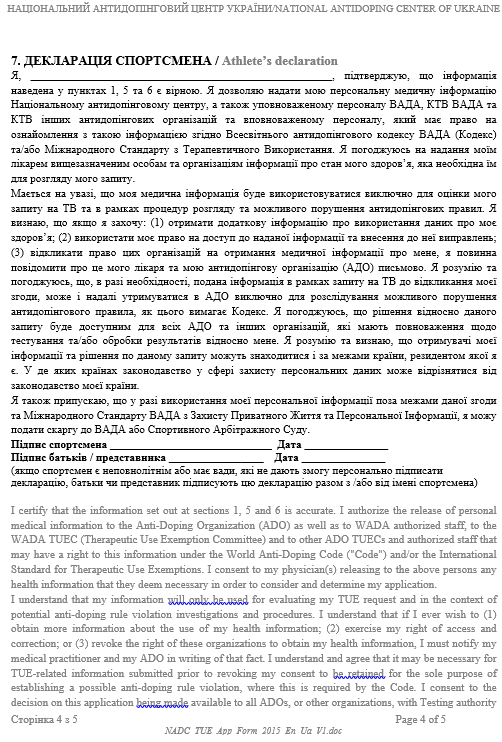 НАЦІОНАЛЬНИЙ АНТИДОПІНГОВИЙ ЦЕНТР УКРАЇНИ/NATIONAL ANTIDOPING CENTER OF UKRAINE
7. ДЕКЛАРАЦІЯ СПОРТСМЕНА / Athlete's declaration
Я, ______________________________________________, підтверджую, що інформація
наведена у пунктах 1, 5 та 6 є вірною. Я дозволяю надати мою персональну медичну інформацію
Національному антидопінговому центру, а також уповноваженому персоналу ВАДА, КТВ ВАДА та
КТВ інших антидопінгових організацій та вповноваженому персоналу, який має право на
ознайомлення з такою інформацією згідно Всесвітнього антидопінгового кодексу ВАДА (Кодекс)
та/або Міжнародного Стандарту з Терапевтичного Використання. Я погоджуюсь на надання моїм
лікарем вищезазначеним особам та організаціям інформації про стан мого здоров'я, яка необхідна їм
для розгляду мого запиту.
Мається на увазі, що моя медична інформація буде використовуватися виключно для оцінки мого
запиту на ТВ та в рамках процедур розгляду та можливого порушення антидопінгових правил. Я
визнаю, що якщо я захочу: (1) отримати додаткову інформацію про використання даних про моє
здоров'я; (2) використати моє право на доступ до наданої інформації та внесення до неї виправлень;
(3) відкликати право цих організацій на отримання медичної інформації про мене, я повинна
повідомити про це мого лікаря та мою антидопінгову організацію (АДО) письмово. Я розумію та
погоджуюсь, що, в разі необхідності, подана інформація в рамках запиту на ТВ до відкликання моєї
згоди, може і надалі утримуватися в АДО виключно для розслідування можливого порушення
антидопінгового правила, як цього вимагає Кодекс. Я погоджуюсь, що рішення відносно даного
запиту буде доступним для всіх АДО та інших організацій, які мають повноваження щодо
тестування та/або обробки результатів відносно мене. Я розумію та визнаю, що отримувачі моєї
інформації та рішення по даному запиту можуть знаходитися і за межами країни, резидентом якої я
є. У де яких країнах законодавство у сфері захисту персональних даних може відрізнятися від
законодавство моєї країни.
Я також припускаю, що у разі використання моєї персональної інформації поза межами даної згоди
та Міжнародного Стандарту ВАДА з Захисту Приватного Життя та Персональної Інформації, я можу
подати скаргу до ВАДА або Спортивного Арбітражного Суду.
Підпис спортсмена _____________________________ Дата _______________
Підпис батьків / представника _________________ Дата _______________
(якщо спортсмен є неповнолітнім або має вади, які не дають змогу персонально підписати
декларацію, батьки чи представник підписують цю декларацію разом з /або від імені спортсмена)
I certify that the information set out at sections 1, 5 and 6 is accurate. I authorize the release of personal
medical information to the Anti-Doping Organization (ADO) as well as to WADA authorized staff, to the
WADA TUEC (Therapeutic Use Exemption Committee) and to other ADO TUECs and authorized staff that
may have a right to this information under the World Anti-Doping Code ("Code") and/or the International
Standard for Therapeutic Use Exemptions. I consent to my physician(s) releasing to the above persons any
health information that they deem necessary in order to consider and determine my application.
I understand that my information will only be used for evaluating my TUE request and in the context of
potential anti-doping rule violation investigations and procedures. I understand that if I ever wish to (1)
obtain more information about the use of my health information; (2) exercise my right of access and
correction; or (3) revoke the right of these organizations to obtain my health information, I must notify my
medical practitioner and my ADO in writing of that fact. I understand and agree that it may be necessary for
TUE-related information submitted prior to revoking my consent to be retained for the sole purpose of
establishing a possible anti-doping rule violation, where this is required by the Code. I consent to the
decision on this application being made available to all ADOs, or other organizations, with Testing authority
Сторінка 4 з 5 Page 4 of 5
NADC_TUE_App_Form_2015_En_Ua_V1.doc